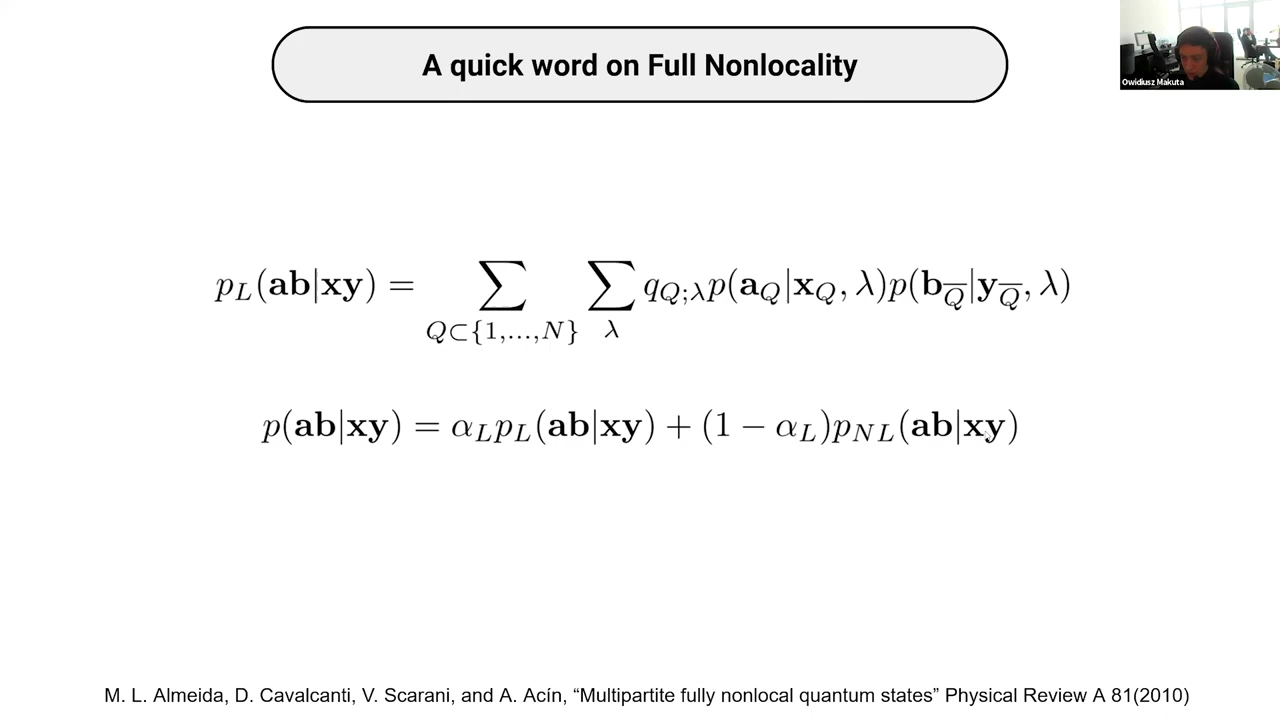 A quick word on Full Nonlocality
Owidiusz Makuta
p_L(𝐚𝐛|𝐱𝐲) = ∑_{Q⊂{1,...,N}} ∑_λ q_{Q;λ} p(𝐚_Q|𝐱_Q, λ) p(𝐛_{Q̅}|𝐲_{Q̅}, λ)
p(𝐚𝐛|𝐱𝐲) = α_L p_L(𝐚𝐛|𝐱𝐲) + (1 − α_L) p_{NL}(𝐚𝐛|𝐱𝐲)
M. L. Almeida, D. Cavalcanti, V. Scarani, and A. Acín, “Multipartite fully nonlocal quantum states” Physical Review A 81(2010)